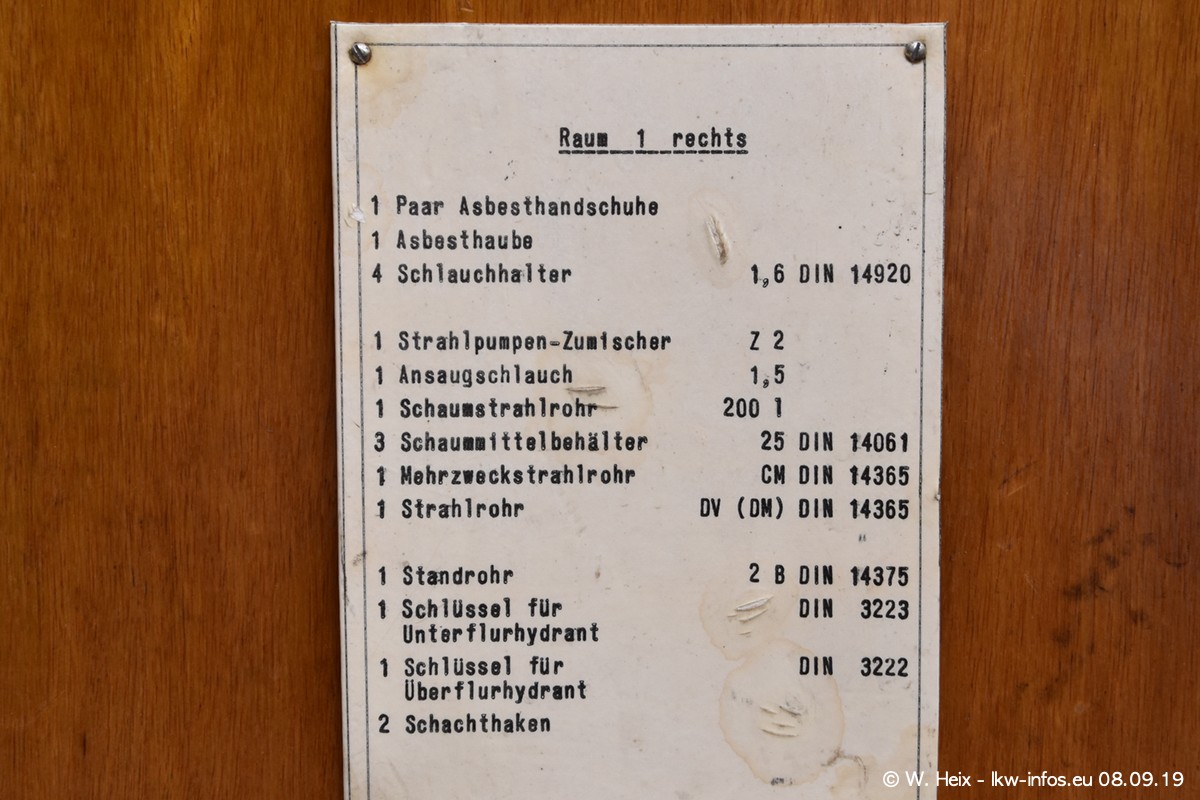 Raum 1 rechts
1 Paar Asbesthandschuhe
1 Asbesthaube
4 Schlauchhalter 1,6 DIN 14920
1 Strahlpumpen-Zumischer Z 2
1 Ansaugschlauch 1,5
1 Schaumstrahlrohr 200 l
3 Schaummittelbehälter 25 DIN 14061
1 Mehrzweckstrahlrohr CM DIN 14365
1 Strahlrohr DV (DM) DIN 14365
"
1 Standrohr 2 B DIN 14375
1 Schlüssel für DIN 3223
Unterflurhydrant
1 Schlüssel für DIN 3222
Überflurhydrant
2 Schachthaken
© W. Heix - lkw-infos.eu 08.09.19